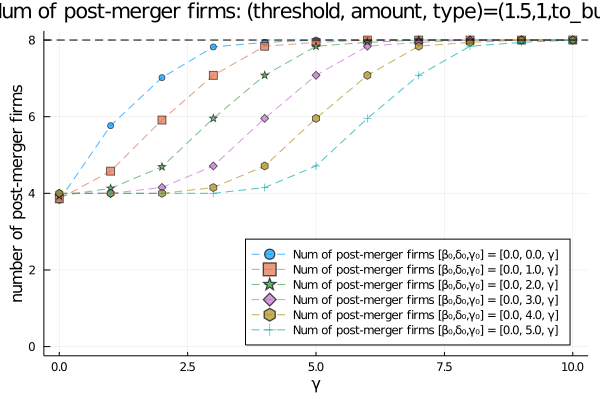 of post-merger firms: (threshold, amount, type)=(1.5,1,
number of post-merger firms
8
6
4
2
0
Num of post-merger firms [β₀,δ₀,γ₀] = [0.0, 0.0, γ]
Num of post-merger firms [β₀,δ₀,γ₀] = [0.0, 1.0, γ]
Num of post-merger firms [β₀,δ₀,γ₀] = [0.0, 2.0, γ]
Num of post-merger firms [β₀,δ₀,γ₀] = [0.0, 3.0, γ]
Num of post-merger firms [β₀,δ₀,γ₀] = [0.0, 4.0, γ]
Num of post-merger firms [β₀,δ₀,γ₀] = [0.0, 5.0, γ]
0.0 2.5 5.0 7.5 10.0
γ